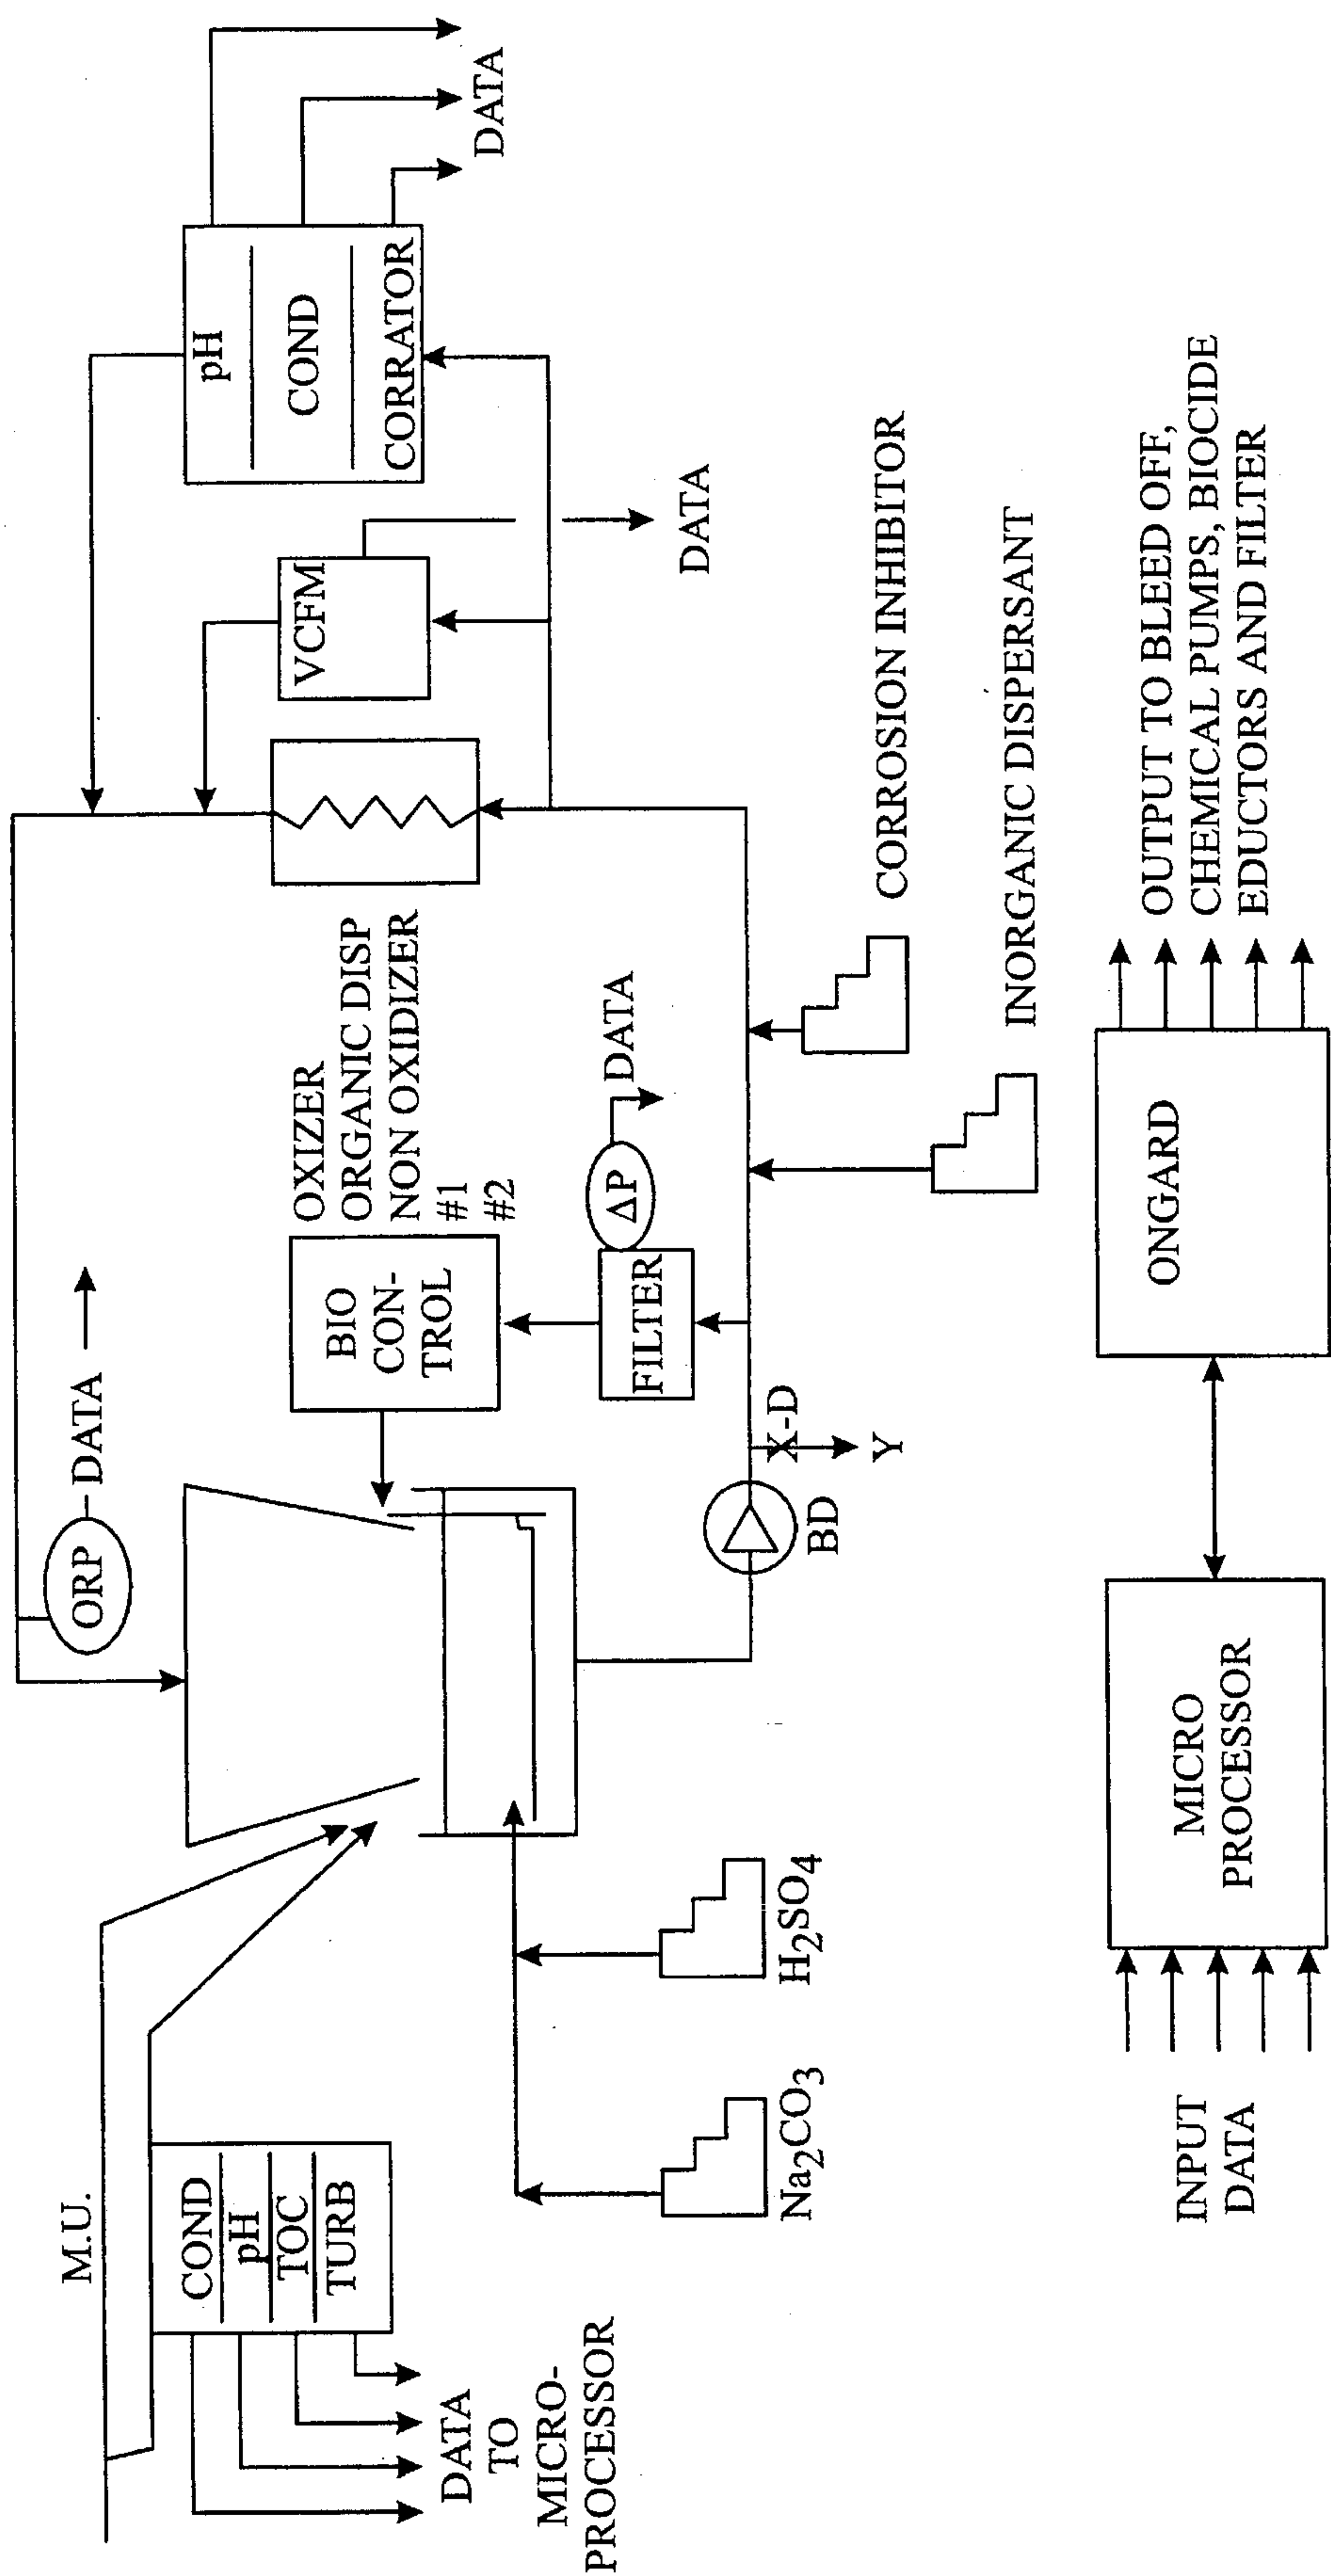 M.U.
COND
pH
TOC
TURB
DATA
TO
MICRO-
PROCESSOR
Na2CO3
H2SO4
ORP
DATA
BIO
CON-
TROL
OXIZER
ORGANIC DISP
NON OXIDIZER
#1
#2
FILTER
ΔP
DATA
BD
X-D
Y
VCFM
DATA
pH
COND
CORRATOR
DATA
CORROSION INHIBITOR
INORGANIC DISPERSANT
INPUT
DATA
MICRO
PROCESSOR
ONGARD
OUTPUT TO BLEED OFF,
CHEMICAL PUMPS, BIOCIDE
EDUCTORS AND FILTER